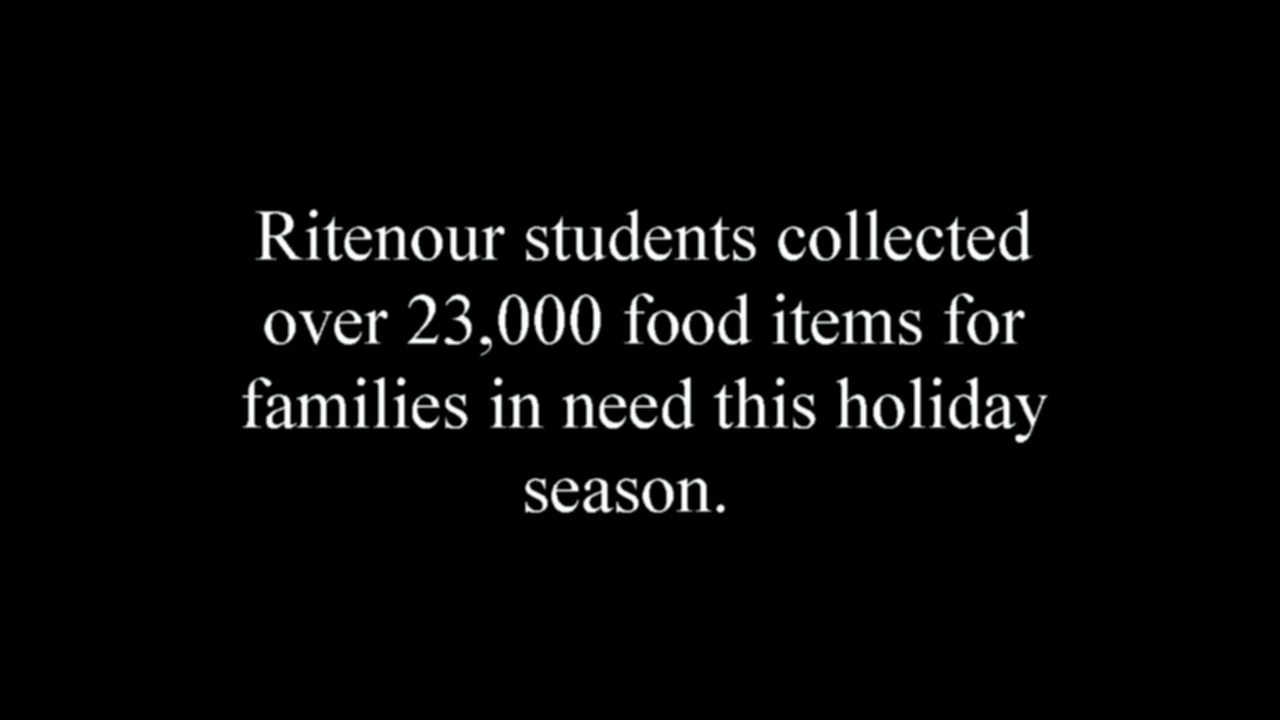 Ritenour students collected
over 23,000 food items for
families in need this holiday
season.